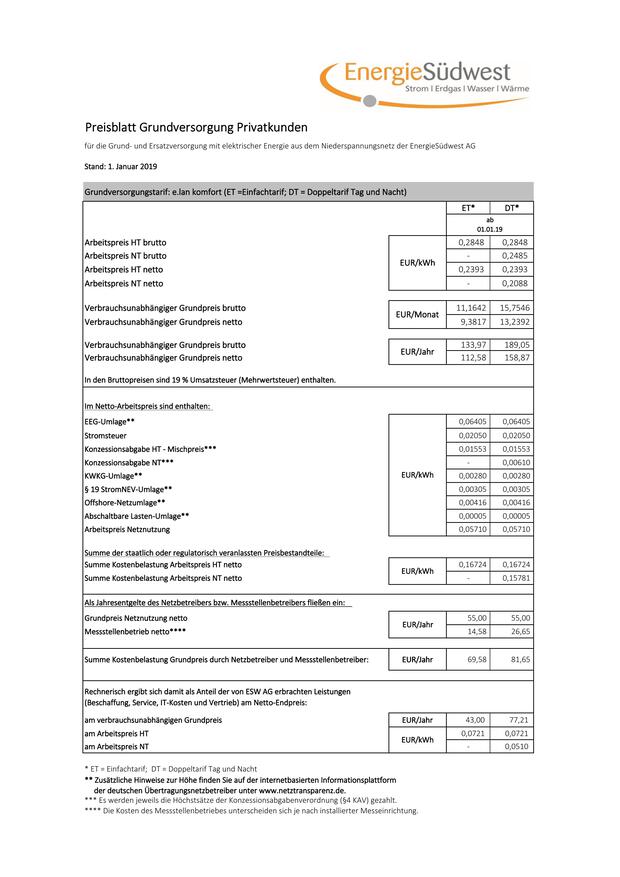 EnergieSüdwest
Strom I Erdgas I Wasser I Wärme
Preisblatt Grundversorgung Privatkunden
für die Grund- und Ersatzversorgung mit elektrischer Energie aus dem Niederspannungsnetz der EnergieSüdwest AG
Stand: 1. Januar 2019
Grundversorgungstarif: e.lan komfort (ET =Einfachtarif; DT = Doppeltarif Tag und Nacht)
ET* DT*
ab
01.01.19
Arbeitspreis HT brutto 0,2848 0,2848
Arbeitspreis NT brutto - 0,2485
EUR/kWh
Arbeitspreis HT netto 0,2393 0,2393
Arbeitspreis NT netto - 0,2088
Verbrauchsunabhängiger Grundpreis brutto 11,1642 15,7546
EUR/Monat
Verbrauchsunabhängiger Grundpreis netto 9,3817 13,2392
Verbrauchsunabhängiger Grundpreis brutto 133,97 189,05
EUR/Jahr
Verbrauchsunabhängiger Grundpreis netto 112,58 158,87
In den Bruttopreisen sind 19 % Umsatzsteuer (Mehrwertsteuer) enthalten.
Im Netto-Arbeitspreis sind enthalten:
EEG-Umlage** 0,06405 0,06405
Stromsteuer 0,02050 0,02050
Konzessionsabgabe HT - Mischpreis*** 0,01553 0,01553
Konzessionsabgabe NT*** - 0,00610
KWKG-Umlage** EUR/kWh 0,00280 0,00280
§ 19 StromNEV-Umlage** 0,00305 0,00305
Offshore-Netzumlage** 0,00416 0,00416
Abschaltbare Lasten-Umlage** 0,00005 0,00005
Arbeitspreis Netznutzung 0,05710 0,05710
Summe der staatlich oder regulatorisch veranlassten Preisbestandteile:
Summe Kostenbelastung Arbeitspreis HT netto 0,16724 0,16724
EUR/kWh
Summe Kostenbelastung Arbeitspreis NT netto - 0,15781
Als Jahresentgelte des Netzbetreibers bzw. Messstellenbetreibers fließen ein:
Grundpreis Netznutzung netto 55,00 55,00
EUR/Jahr
Messstellenbetrieb netto**** 14,58 26,65
Summe Kostenbelastung Grundpreis durch Netzbetreiber und Messstellenbetreiber: EUR/Jahr 69,58 81,65
Rechnerisch ergibt sich damit als Anteil der von ESW AG erbrachten Leistungen
(Beschaffung, Service, IT-Kosten und Vertrieb) am Netto-Endpreis:
am verbrauchsunabhängigen Grundpreis EUR/Jahr 43,00 77,21
am Arbeitspreis HT 0,0721 0,0721
EUR/kWh
am Arbeitspreis NT - 0,0510
* ET = Einfachtarif; DT = Doppeltarif Tag und Nacht
** Zusätzliche Hinweise zur Höhe finden Sie auf der internetbasierten Informationsplattform
der deutschen Übertragungsnetzbetreiber unter www.netztransparenz.de.
*** Es werden jeweils die Höchstsätze der Konzessionsabgabenverordnung (§4 KAV) gezahlt.
**** Die Kosten des Messstellenbetriebes unterscheiden sich je nach installierter Messeinrichtung.